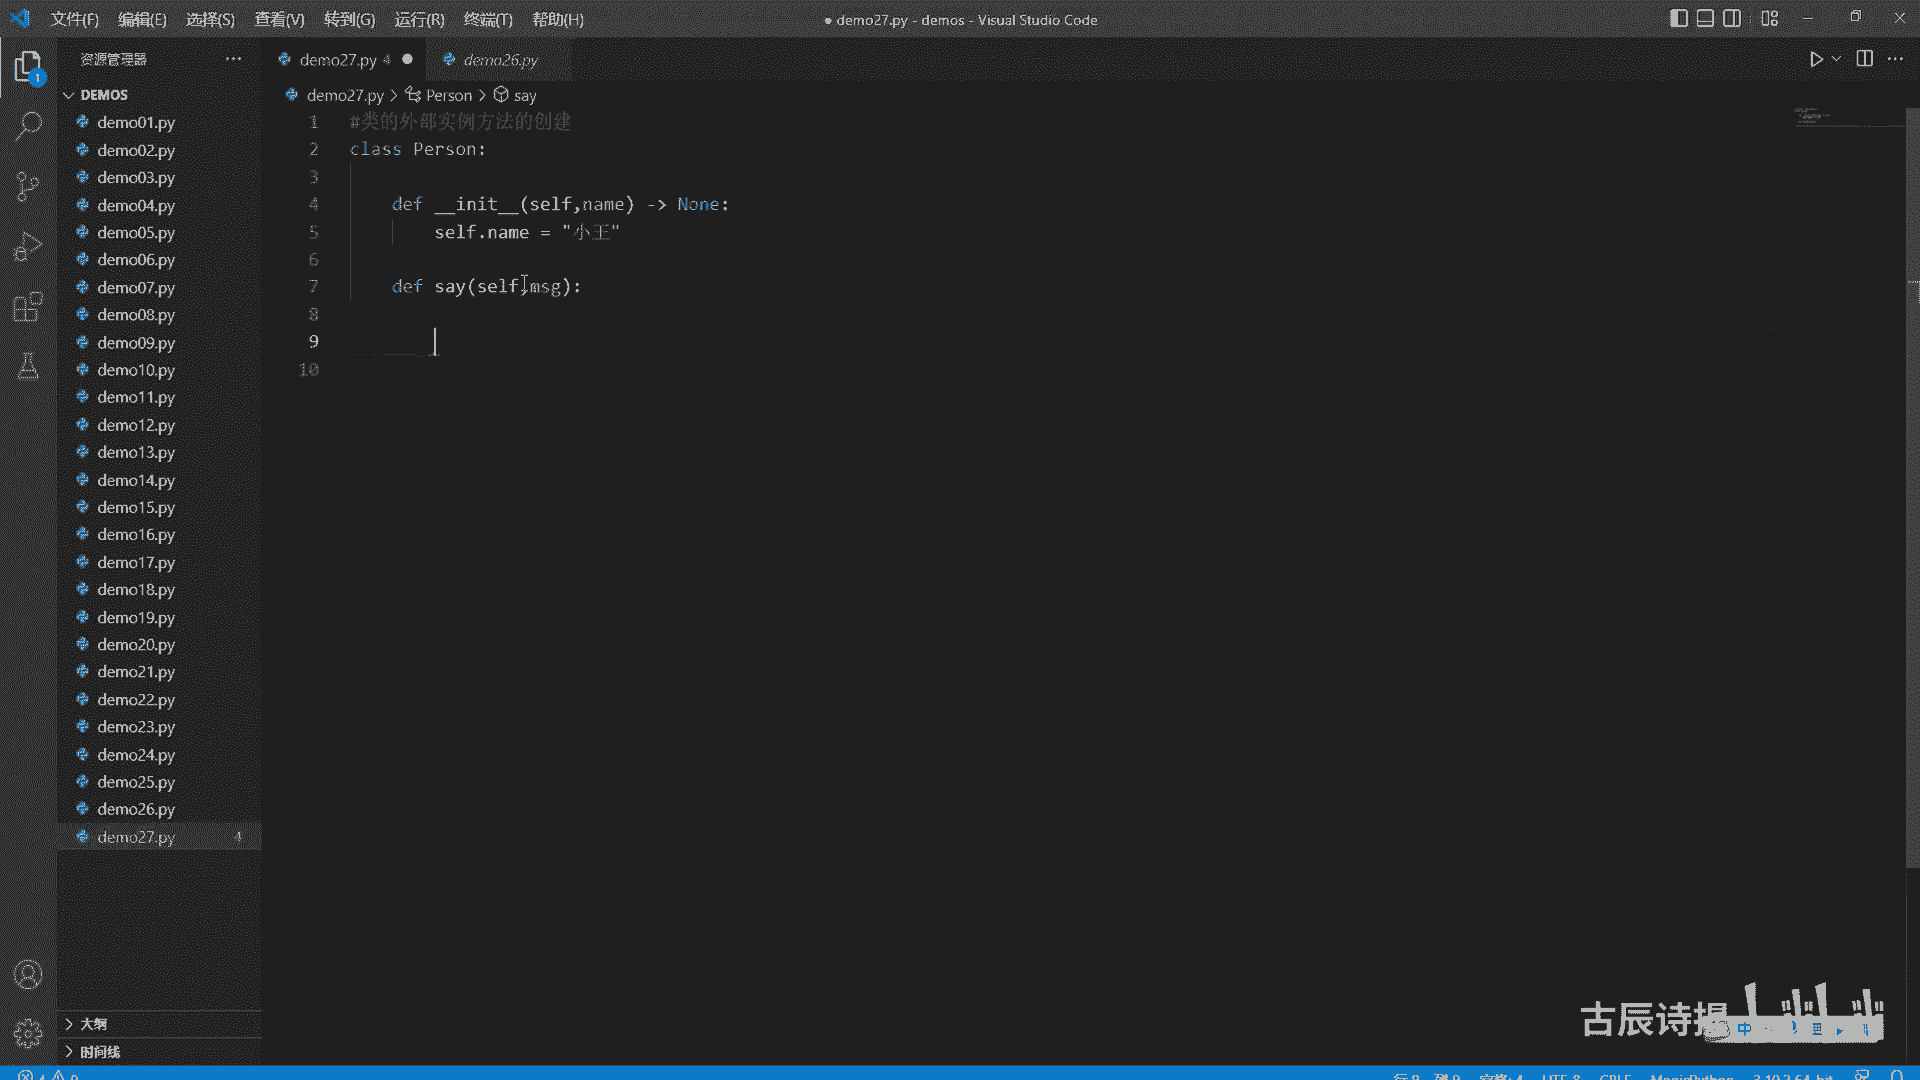 文件(F) 编辑(E) 选择(S) 查看(V) 转到(G) 运行(R) 终端(T) 帮助(H)
● demo27.py - demos - Visual Studio Code
资源管理器
demo27.py 4
demo26.py
1
DEMOS
demo27.py > Person > say
demo01.py
demo02.py
demo03.py
demo04.py
demo05.py
demo06.py
demo07.py
demo08.py
demo09.py
demo10.py
demo11.py
demo12.py
demo13.py
demo14.py
demo15.py
demo16.py
demo17.py
demo18.py
demo19.py
demo20.py
demo21.py
demo22.py
demo23.py
demo24.py
demo25.py
demo26.py
demo27.py 4
大纲
时间线
1 #类的外部实例方法的创建
2 class Person:
3
4 def __init__(self,name) -> None:
5 self.name = "小王"
6
7 def say(self,msg):
8
9
10
古辰诗
中